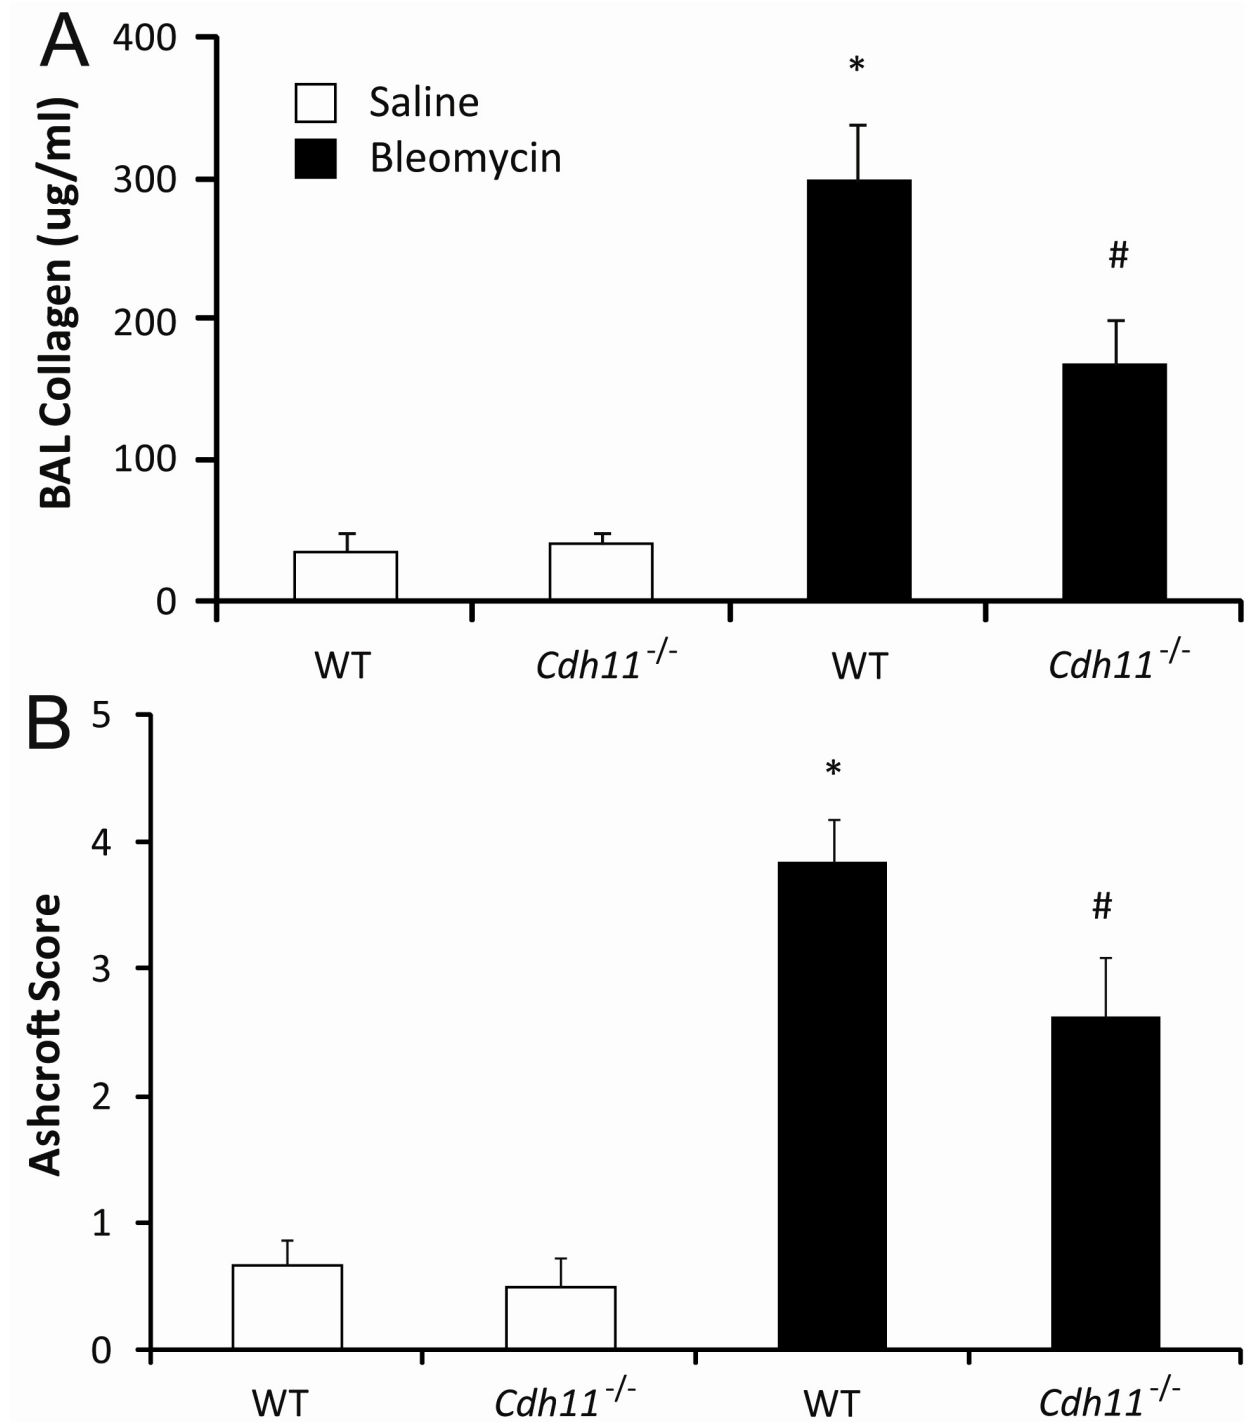 A
BAL Collagen (ug/ml)
400
300
200
100
0
Saline
Bleomycin
*
#
WT Cdh11-/- WT Cdh11-/-
B
Ashcroft Score
5
4
3
2
1
0
*
#
WT Cdh11-/- WT Cdh11-/-